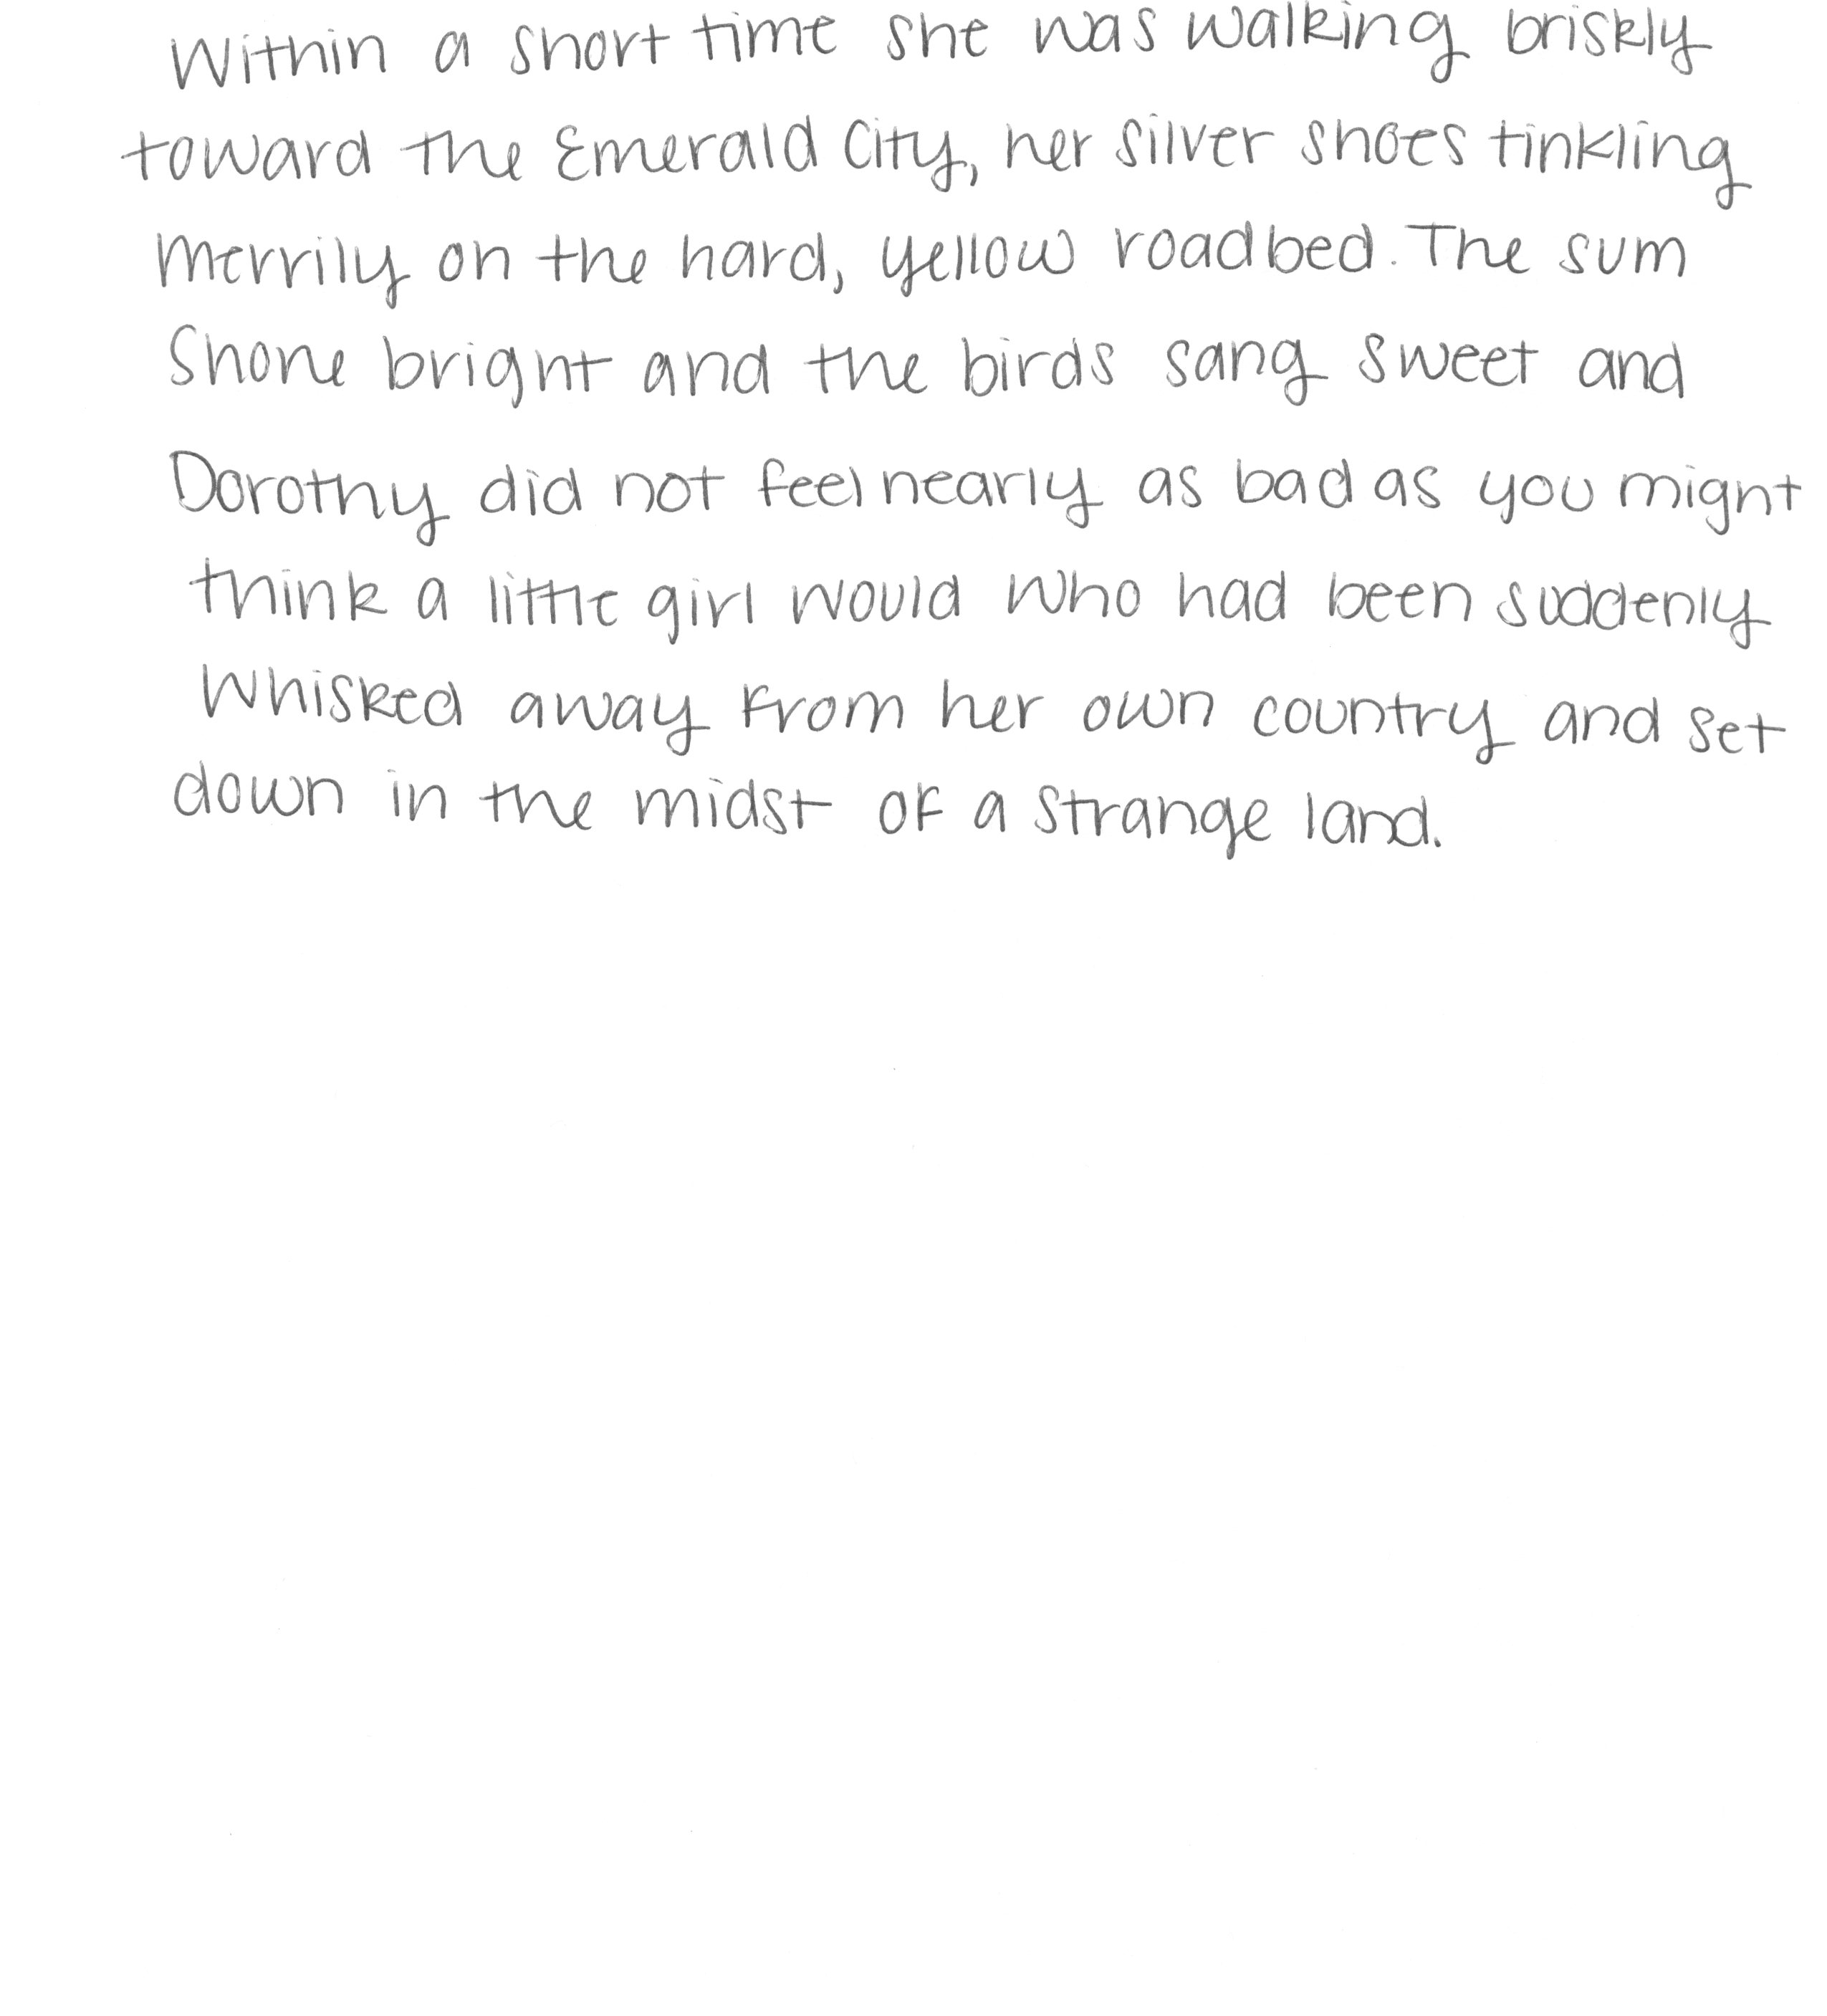 Within a short time she was walking briskly
toward the Emerald City, her silver shoes tinkling
merrily on the hard, yellow roadbed. The sum
shone bright and the birds sang sweet and
Dorothy did not feel nearly as bad as you might
think a little girl would who had been suddenly
whisked away from her own country and set
down in the midst of a strange land.